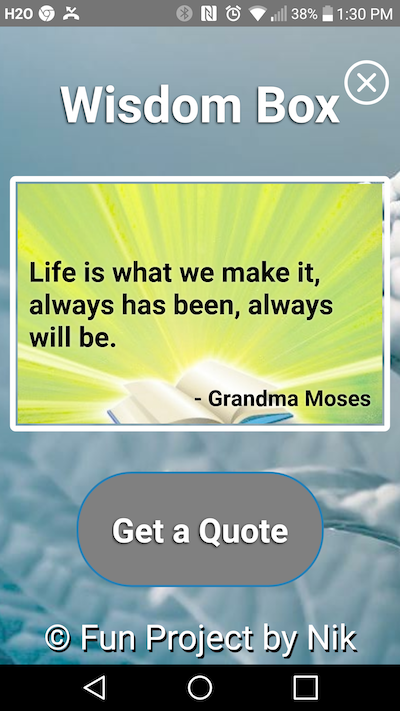 H2O 38% 1:30 PM
Wisdom Box
Life is what we make it,
always has been, always
will be.
- Grandma Moses
Get a Quote
© Fun Project by Nik